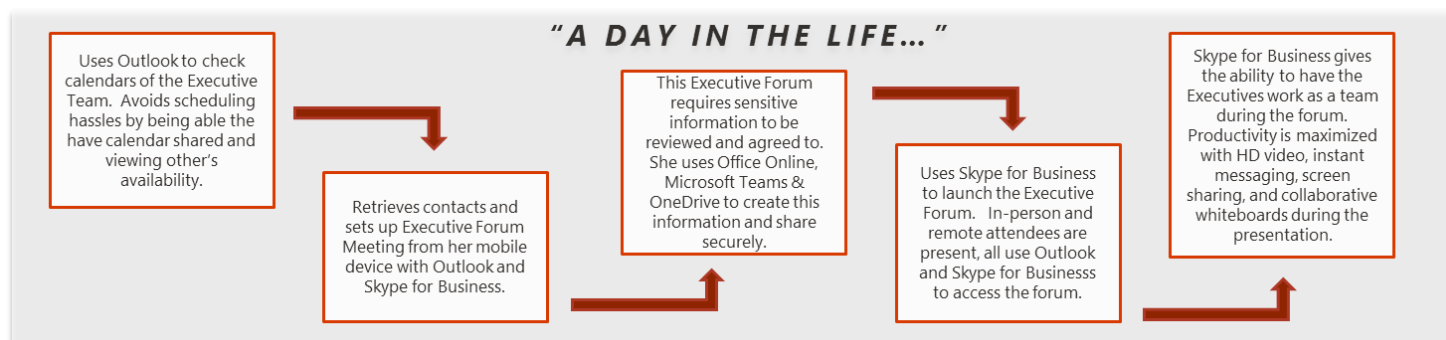 “A DAY IN THE LIFE…”
Uses Outlook to check
calendars of the Executive
Team.  Avoids scheduling
hassles by being able the
have calendar shared and
viewing other’s
availability.
Retrieves contacts and
sets up Executive Forum
Meeting from her mobile
device with Outlook and
Skype for Business.
This Executive Forum
requires sensitive
information to be
reviewed and agreed to.
She uses Office Online,
Microsoft Teams &
OneDrive to create this
information and share
securely.
Uses Skype for Business
to launch the Executive
Forum.   In-person and
remote attendees are
present, all use Outlook
and Skype for Businesss
to access the forum.
Skype for Business gives
the ability to have the
Executives work as a team
during the forum.
Productivity is maximized
with HD video, instant
messaging, screen
sharing, and collaborative
whiteboards during the
presentation.